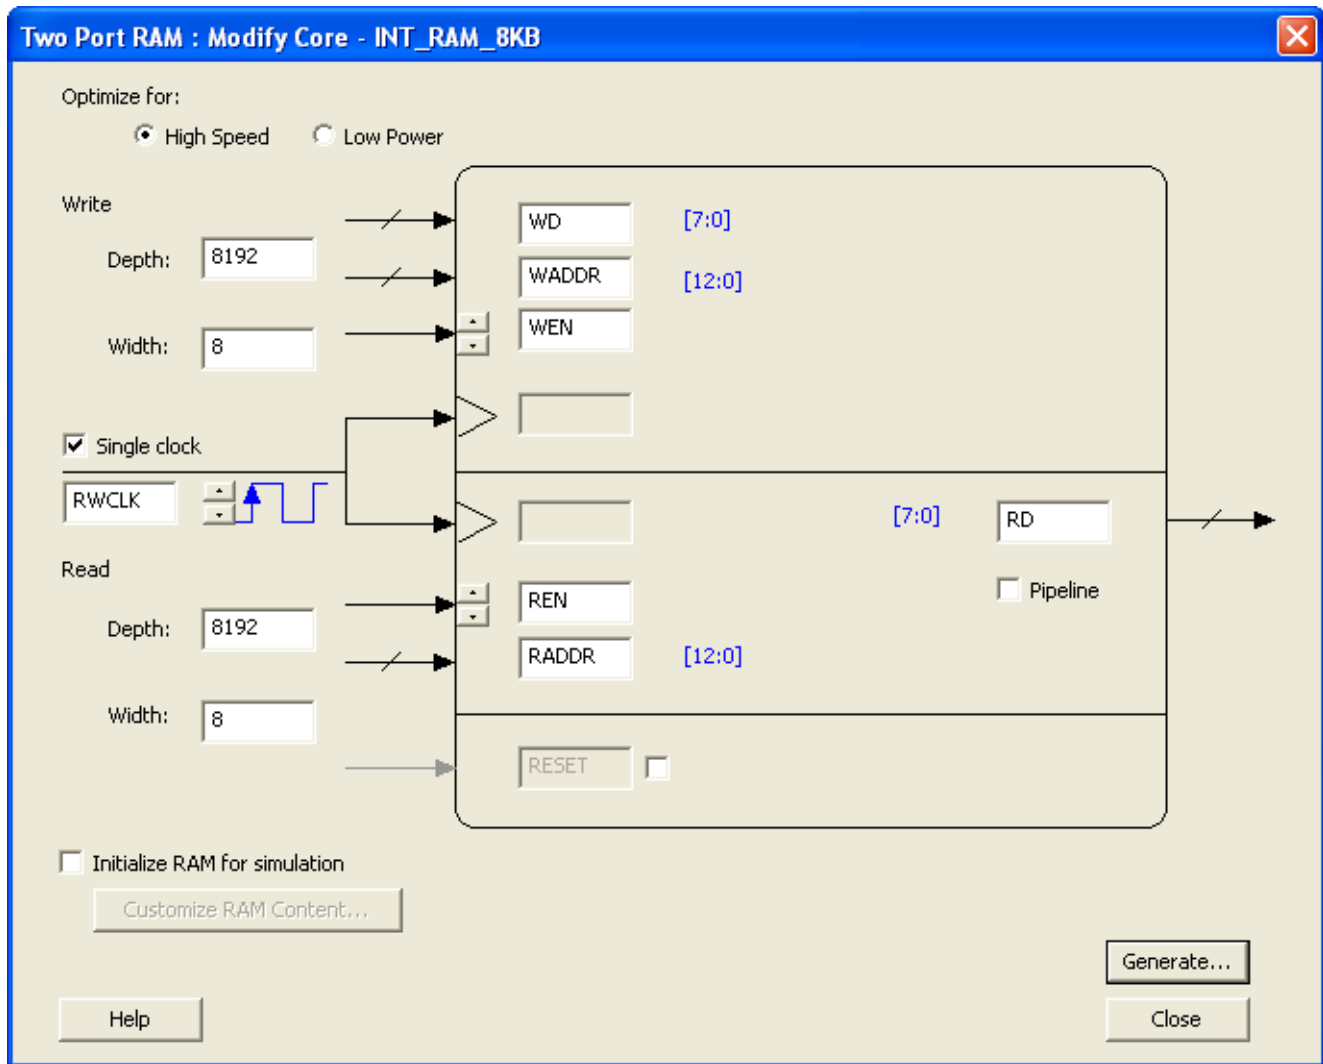 Two Port RAM : Modify Core - INT_RAM_8KB
Optimize for:
High Speed
Low Power
Write
Depth:
8192
Width:
8
WD
[7:0]
WADDR
[12:0]
WEN
Single clock
RWCLK
[7:0]
RD
Pipeline
Read
Depth:
8192
Width:
8
REN
RADDR
[12:0]
RESET
Initialize RAM for simulation
Customize RAM Content...
Generate...
Help
Close